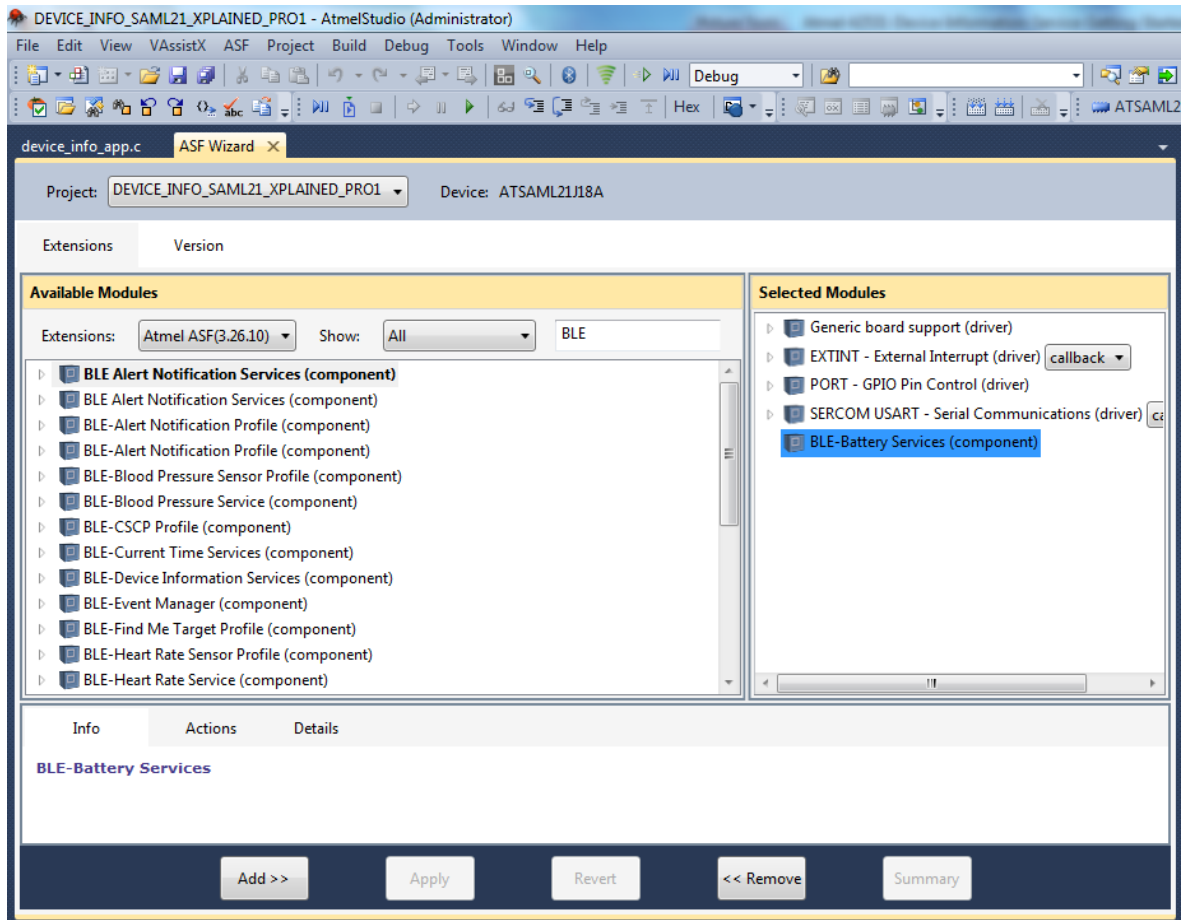 DEVICE_INFO_SAML21_XPLAINED_PRO1 - AtmelStudio (Administrator)
File Edit View VAssistX ASF Project Build Debug Tools Window Help
Debug
Hex ATSAML2
device_info_app.c ASF Wizard
Project: DEVICE_INFO_SAML21_XPLAINED_PRO1 Device: ATSAML21J18A
Extensions Version
Available Modules
Extensions: Atmel ASF(3.26.10) Show: All BLE
BLE Alert Notification Services (component)
BLE Alert Notification Services (component)
BLE-Alert Notification Profile (component)
BLE-Alert Notification Profile (component)
BLE-Blood Pressure Sensor Profile (component)
BLE-Blood Pressure Service (component)
BLE-CSCP Profile (component)
BLE-Current Time Services (component)
BLE-Device Information Services (component)
BLE-Event Manager (component)
BLE-Find Me Target Profile (component)
BLE-Heart Rate Sensor Profile (component)
BLE-Heart Rate Service (component)
Selected Modules
Generic board support (driver)
EXTINT - External Interrupt (driver) callback
PORT - GPIO Pin Control (driver)
SERCOM USART - Serial Communications (driver) ca
BLE-Battery Services (component)
Info Actions Details
BLE-Battery Services
Add >> Apply Revert << Remove Summary